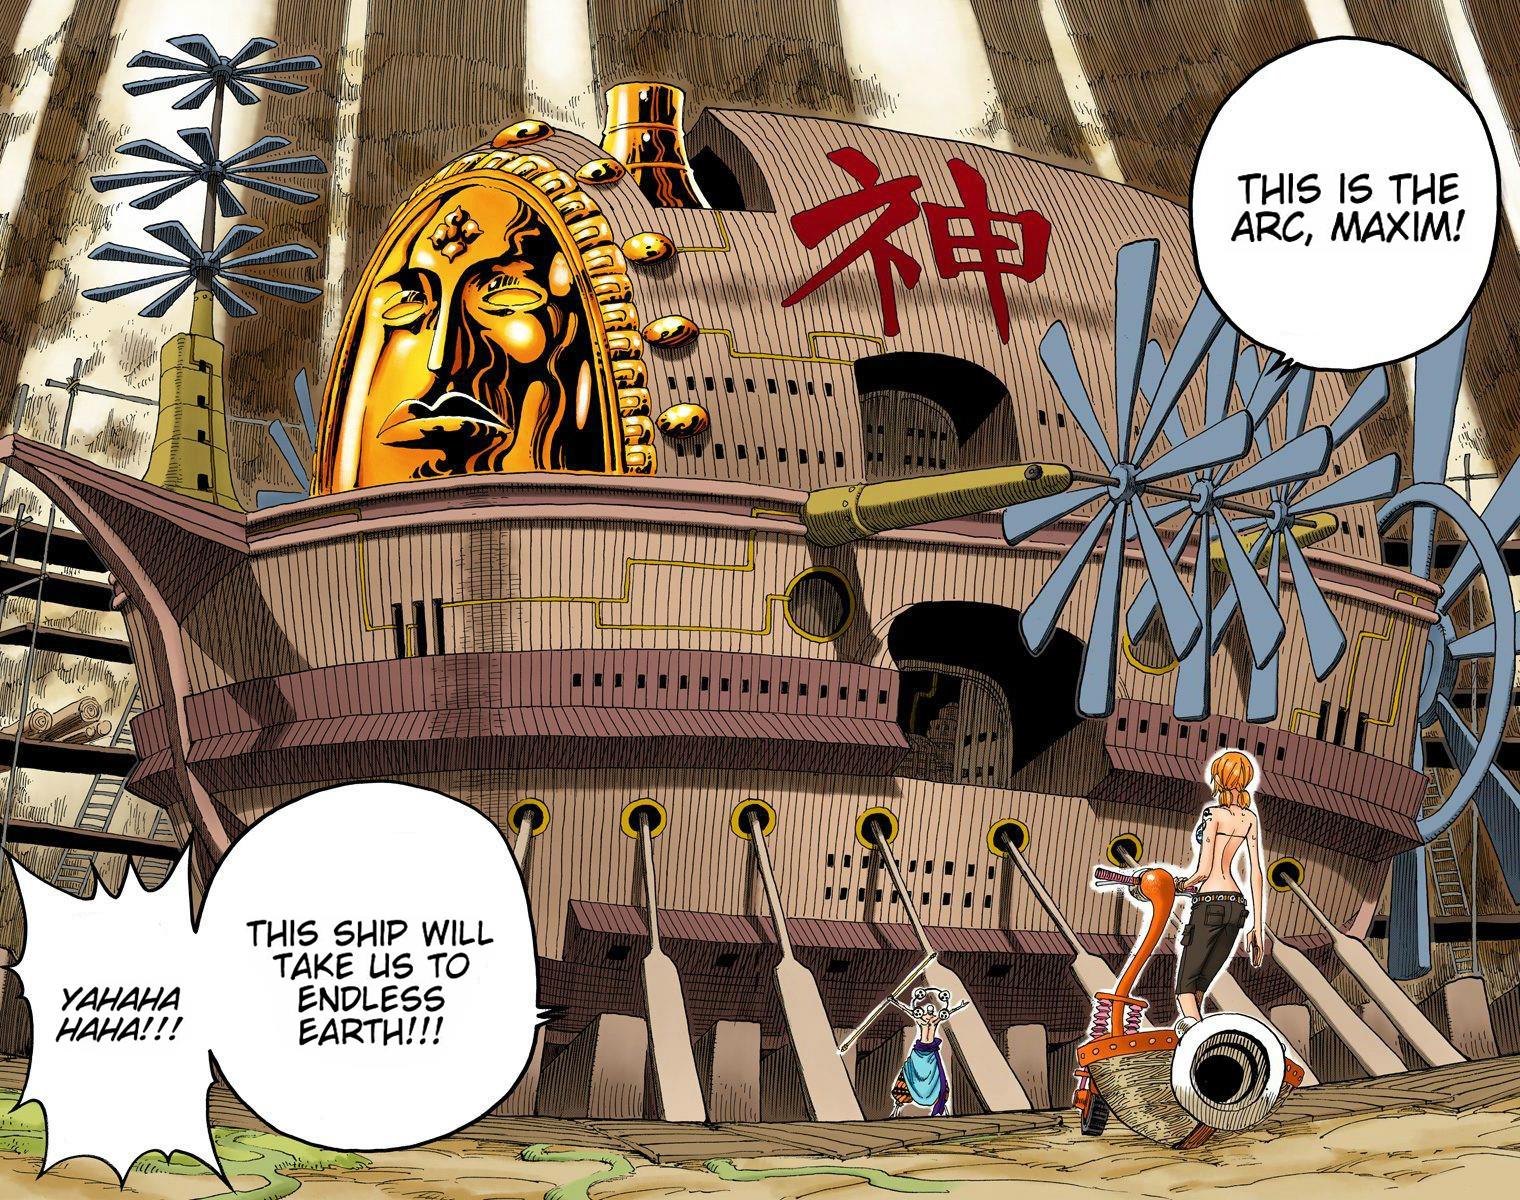 神
THIS IS THE
ARC, MAXIM!
THIS SHIP WILL
TAKE US TO
ENDLESS
EARTH!!!
YAHAHA
HAHA!!!